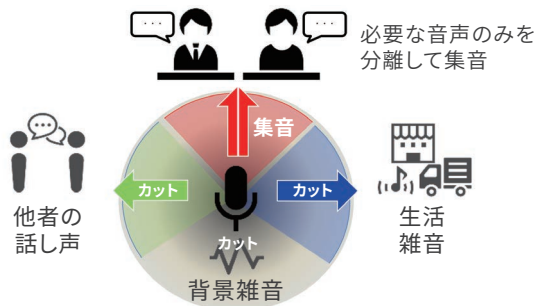 必要な音声のみを
分離して集音
集音
カット
カット
カット
他者の
話し声
生活
雑音
背景雑音